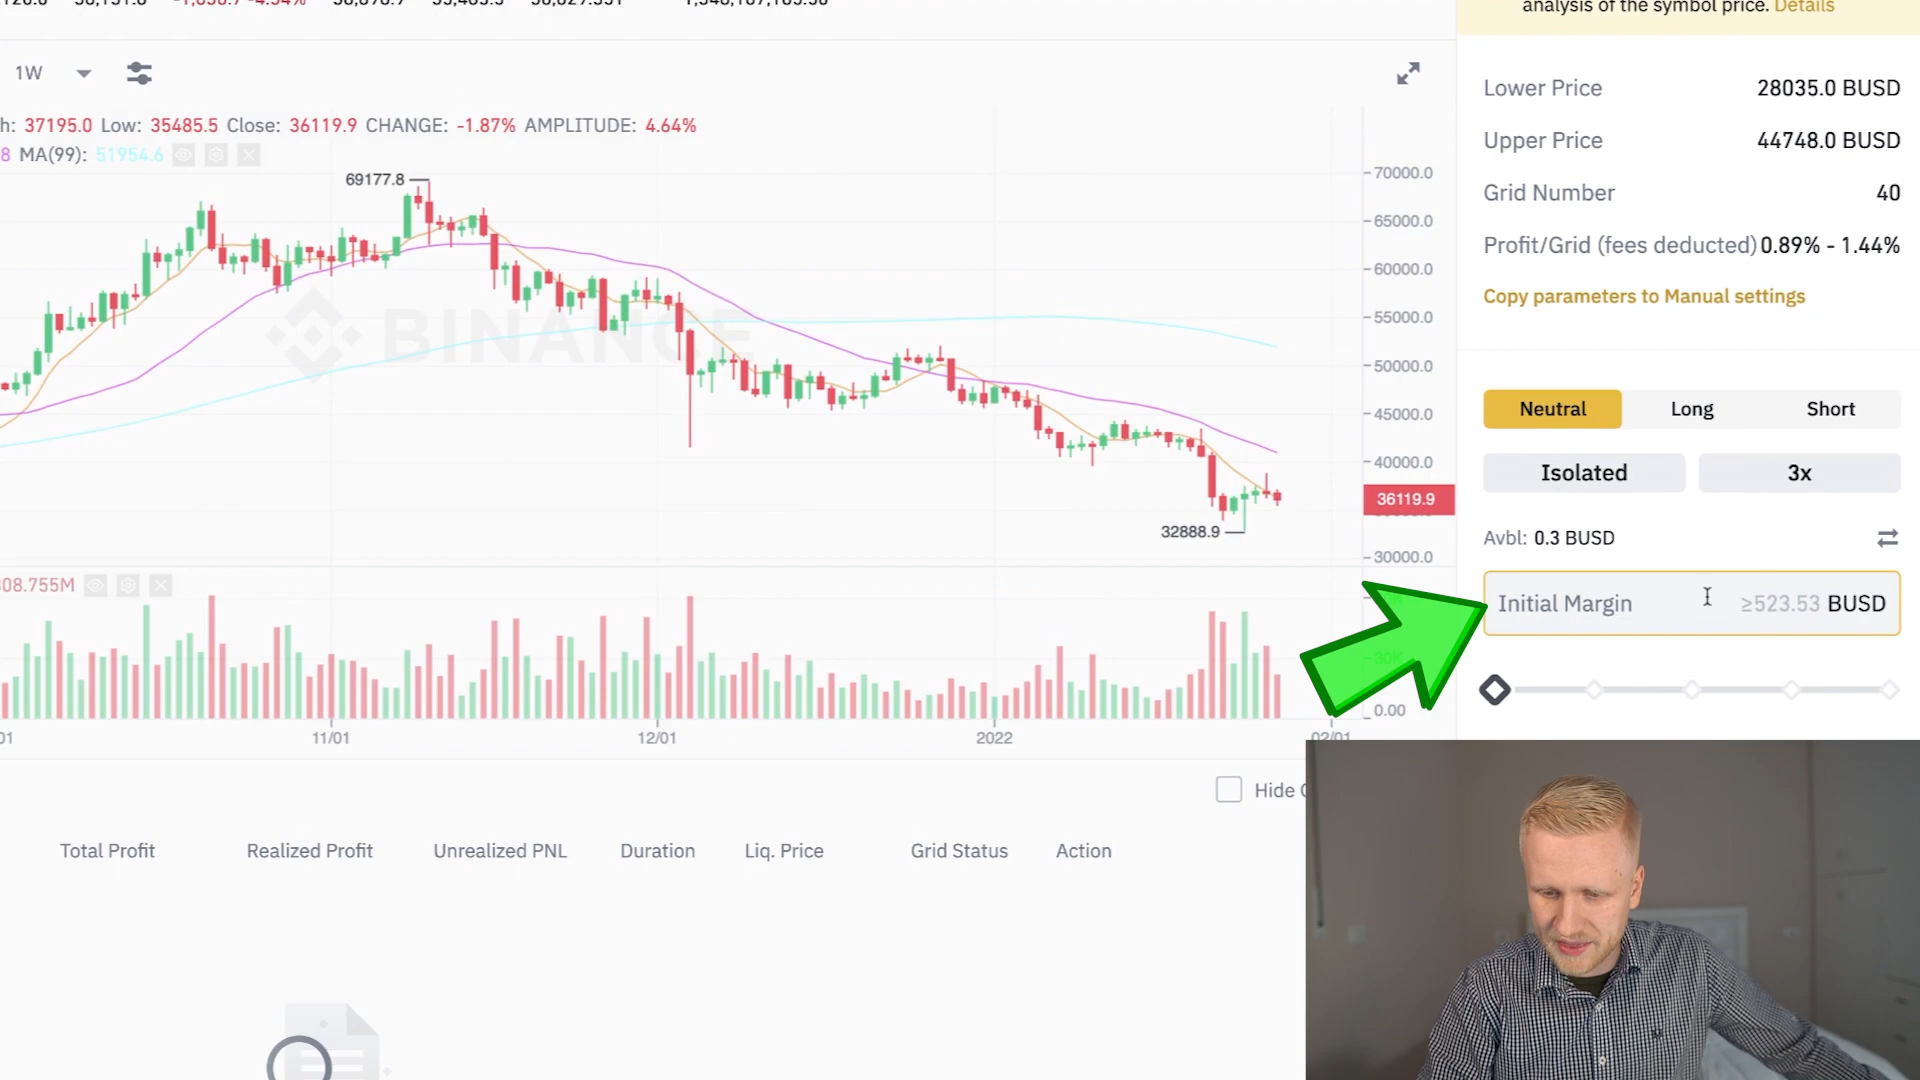 analysis of the symbol price. Details
1W
h: 37195.0 Low: 35485.5 Close: 36119.9 CHANGE: -1.87% AMPLITUDE: 4.64%
8 MA(99): 51954.6
69177.8
32888.9
BINANCE
70000.0
65000.0
60000.0
55000.0
50000.0
45000.0
40000.0
36119.9
30000.0
08.755M
30K
0.00
01
11/01
12/01
2022
02/01
Lower Price 28035.0 BUSD
Upper Price 44748.0 BUSD
Grid Number 40
Profit/Grid (fees deducted) 0.89% - 1.44%
Copy parameters to Manual settings
Neutral Long Short
Isolated 3x
Avbl: 0.3 BUSD
Initial Margin ≥523.53 BUSD
Hide
Total Profit Realized Profit Unrealized PNL Duration Liq. Price Grid Status Action